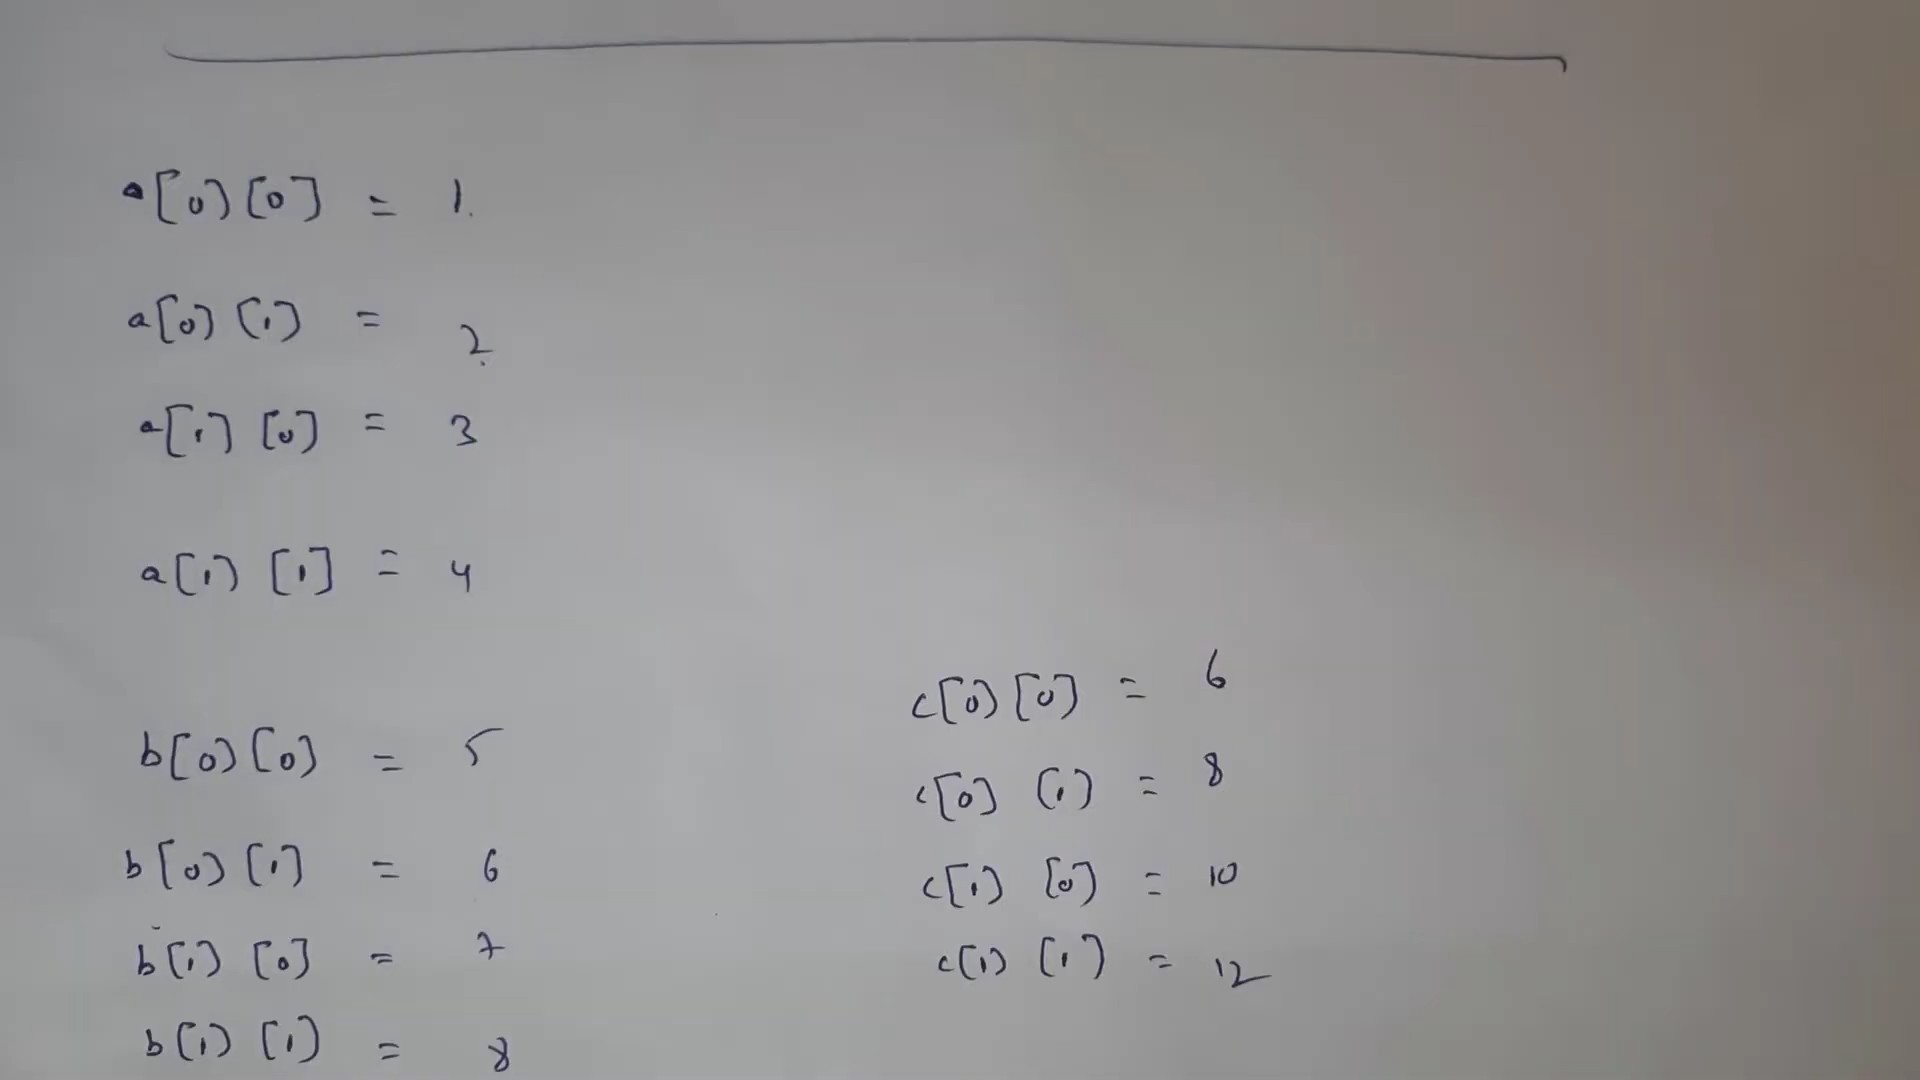 a[0][0] = 1.
a[0][1] = 2
a[1][0] = 3
a[1][1] = 4
b[0][0] = 5
b[0][1] = 6
b[1][0] = 7
b[1][1] = 8
c[0][0] = 6
c[0][1] = 8
c[1][0] = 10
c[1][1] = 12